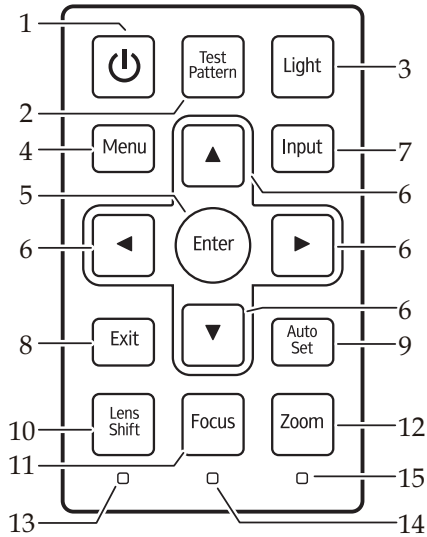 1
Test
Pattern
Light
3
2
4
Menu
Input
7
5
6
6
Enter
6
6
8
Exit
Auto
Set
9
10
Lens
Shift
Focus
Zoom
12
11
15
13
14